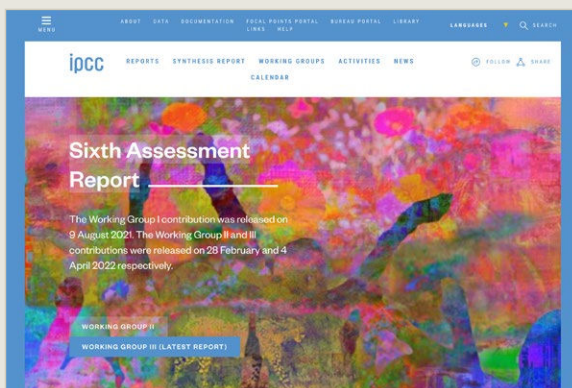 MENU
ABOUT DATA DOCUMENTATION FOCAL POINTS PORTAL BUREAU PORTAL LIBRARY
LINKS HELP
LANGUAGES
SEARCH
ipcc
REPORTS SYNTHESIS REPORT WORKING GROUPS ACTIVITIES NEWS
CALENDAR
FOLLOW SHARE
Sixth Assessment
Report
The Working Group I contribution was released on
9 August 2021. The Working Group II and III
contributions were released on 28 February and 4
April 2022 respectively.
WORKING GROUP II
WORKING GROUP III (LATEST REPORT)